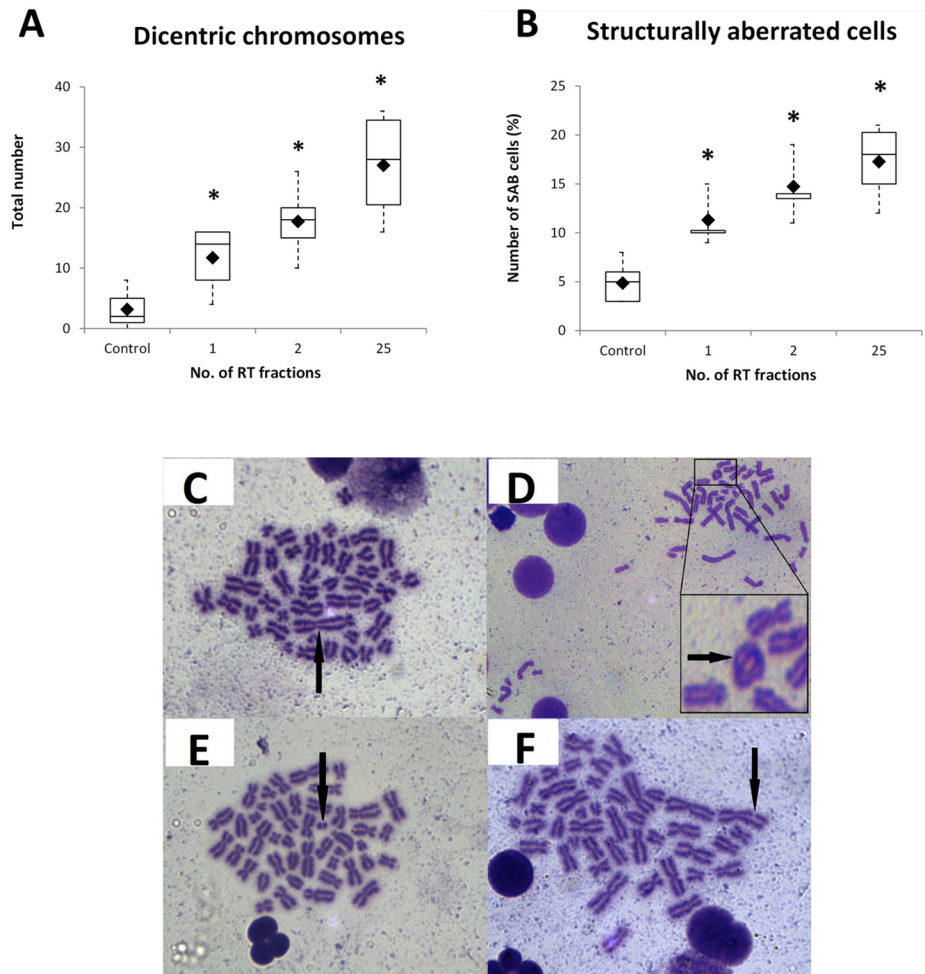 A
Dicentric chromosomes
Total number
40
30
20
10
0
*
*
*
Control
1
2
25
No. of RT fractions
B
Structurally aberrated cells
Number of SAB cells (%)
25
20
15
10
5
0
*
*
*
Control
1
2
25
No. of RT fractions
C
D
E
F